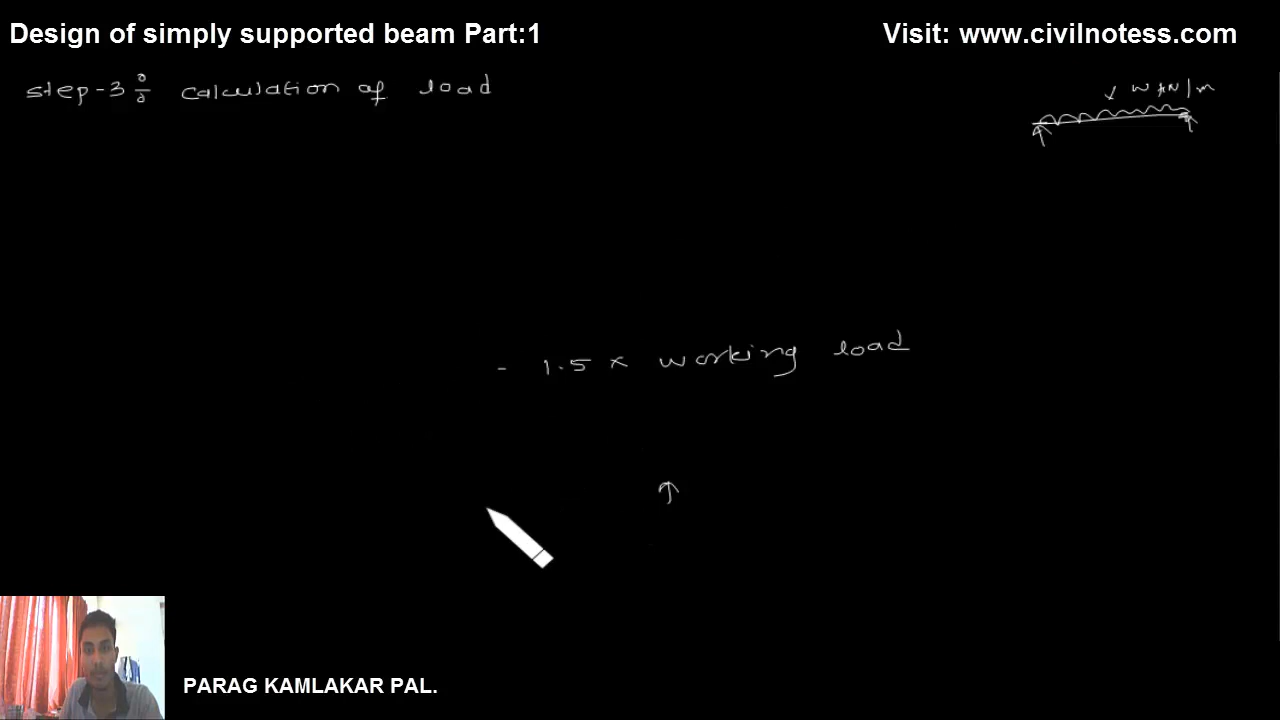 Design of simply supported beam Part:1
Visit: www.civilnotess.com
step-3 : calculation of load
w kN/m
- 1.5 x working load
PARAG KAMLAKAR PAL.